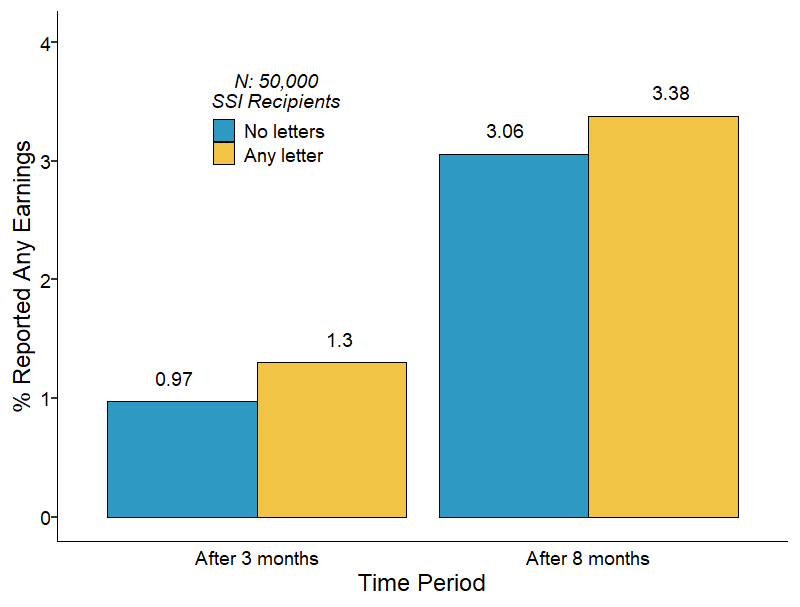 N: 50,000
SSI Recipients
No letters
Any letter
% Reported Any Earnings
4
3
2
1
0
0.97
1.3
3.06
3.38
After 3 months
After 8 months
Time Period